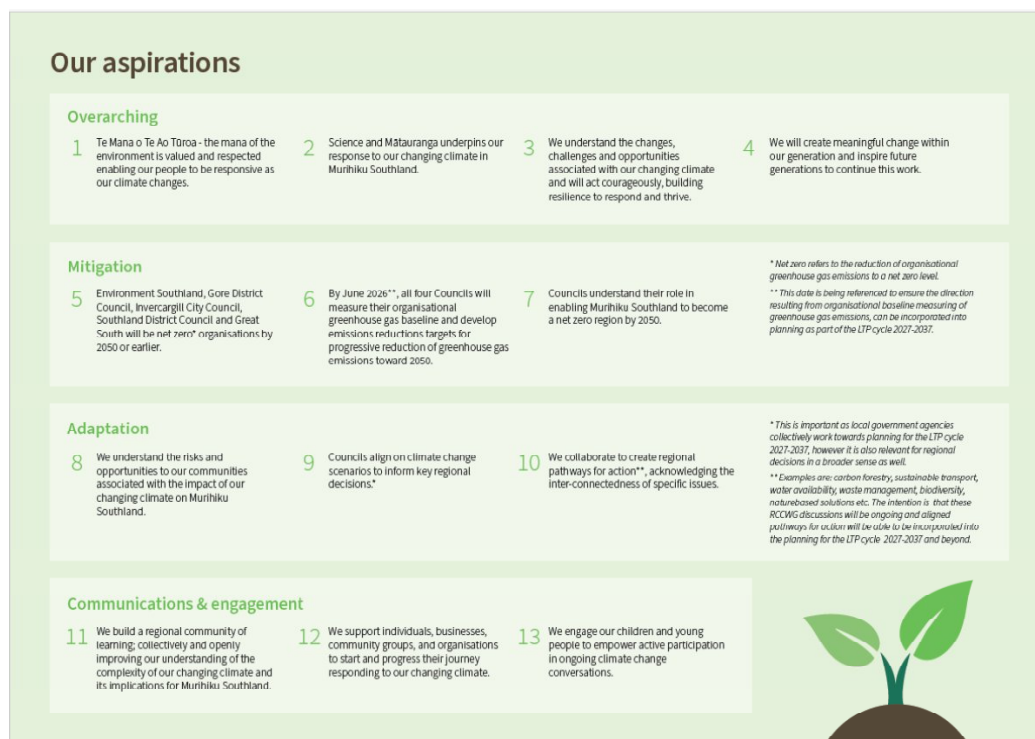 Our aspirations
Overarching
1
Te Mana o Te Ao Tūroa - the mana of the
environment is valued and respected
enabling our people to be responsive as
our climate changes.
2
Science and Mātauranga underpins our
response to our changing climate in
Murihiku Southland.
3
We understand the changes,
challenges and opportunities
associated with our changing climate
and will act courageously, building
resilience to respond and thrive.
4
We will create meaningful change within
our generation and inspire future
generations to continue this work.
Mitigation
5
Environment Southland, Gore District
Council, Invercargill City Council,
Southland District Council and Great
South will be net zero* organisations by
2050 or earlier.
6
By June 2026**, all four Councils will
measure their organisational
greenhouse gas baseline and develop
emissions reductions targets for
progressive reduction of greenhouse gas
emissions toward 2050.
7
Councils understand their role in
enabling Murihiku Southland to become
a net zero region by 2050.
* Net zero refers to the reduction of organisational
greenhouse gas emissions to a net zero level.
** This date is being referenced to ensure the direction
resulting from organisational baseline measuring of
greenhouse gas emissions, can be incorporated into
planning as part of the LTP cycle 2027-2037.
Adaptation
8
We understand the risks and
opportunities to our communities
associated with the impact of our
changing climate on Murihiku
Southland.
9
Councils align on climate change
scenarios to inform key regional
decisions.*
10
We collaborate to create regional
pathways for action**, acknowledging the
inter-connectedness of specific issues.
* This is important as local government agencies
collectively work towards planning for the LTP cycle
2027-2037, however it is also relevant for regional
decisions in a broader sense as well.
** Examples are: carbon forestry, sustainable transport,
water availability, waste management, biodiversity,
naturebased solutions etc. The intention is that these
RCCWG discussions will be ongoing and aligned
pathways for action will be able to be incorporated into
the planning for the LTP cycle 2027-2037 and beyond.
Communications & engagement
11
We build a regional community of
learning; collectively and openly
improving our understanding of the
complexity of our changing climate and
its implications for Murihiku Southland.
12
We support individuals, businesses,
community groups, and organisations
to start and progress their journey
responding to our changing climate.
13
We engage our children and young
people to empower active participation
in ongoing climate change
conversations.